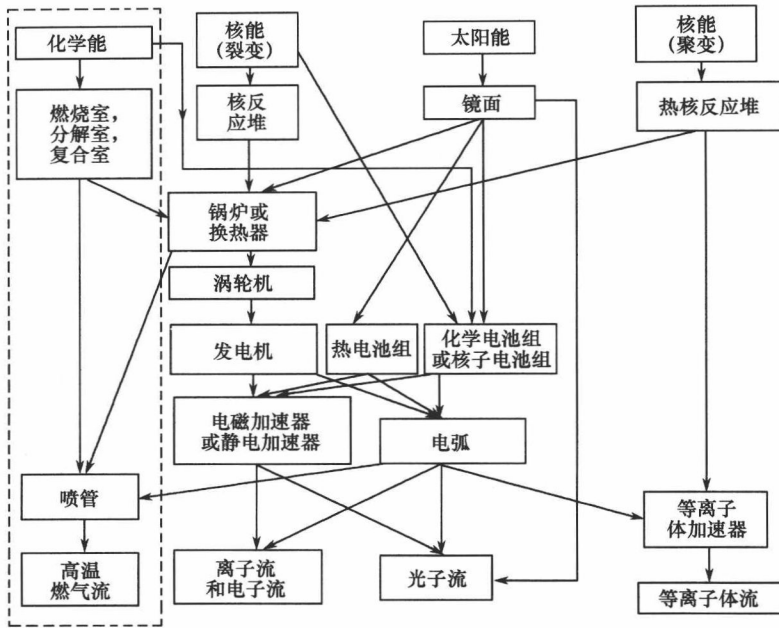 化学能
核能
(裂变)
太阳能
核能
(聚变)
燃烧室，
分解室，
复合室
核反
应堆
镜面
热核反应堆
锅炉或
换热器
涡轮机
发电机
热电池组
化学电池组
或核子电池组
电磁加速器
或静电加速器
电弧
喷管
等离子
体加速器
高温
燃气流
离子流
和电子流
光子流
等离子体流